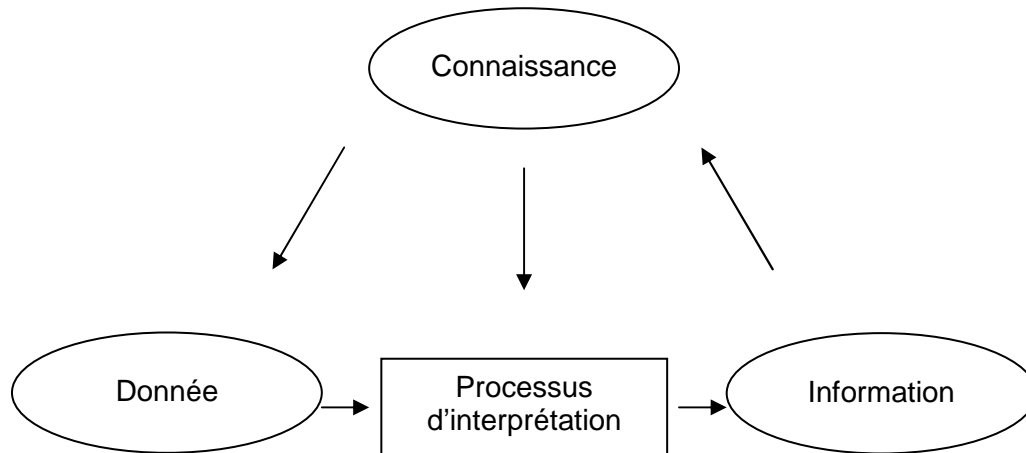 Connaissance
Donnée
Processus
d'interprétation
Information